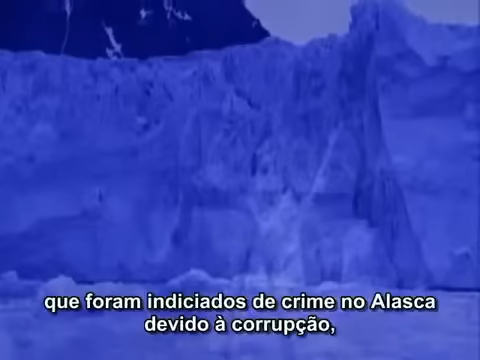 que foram indiciados de crime no Alasca
devido à corrupção,